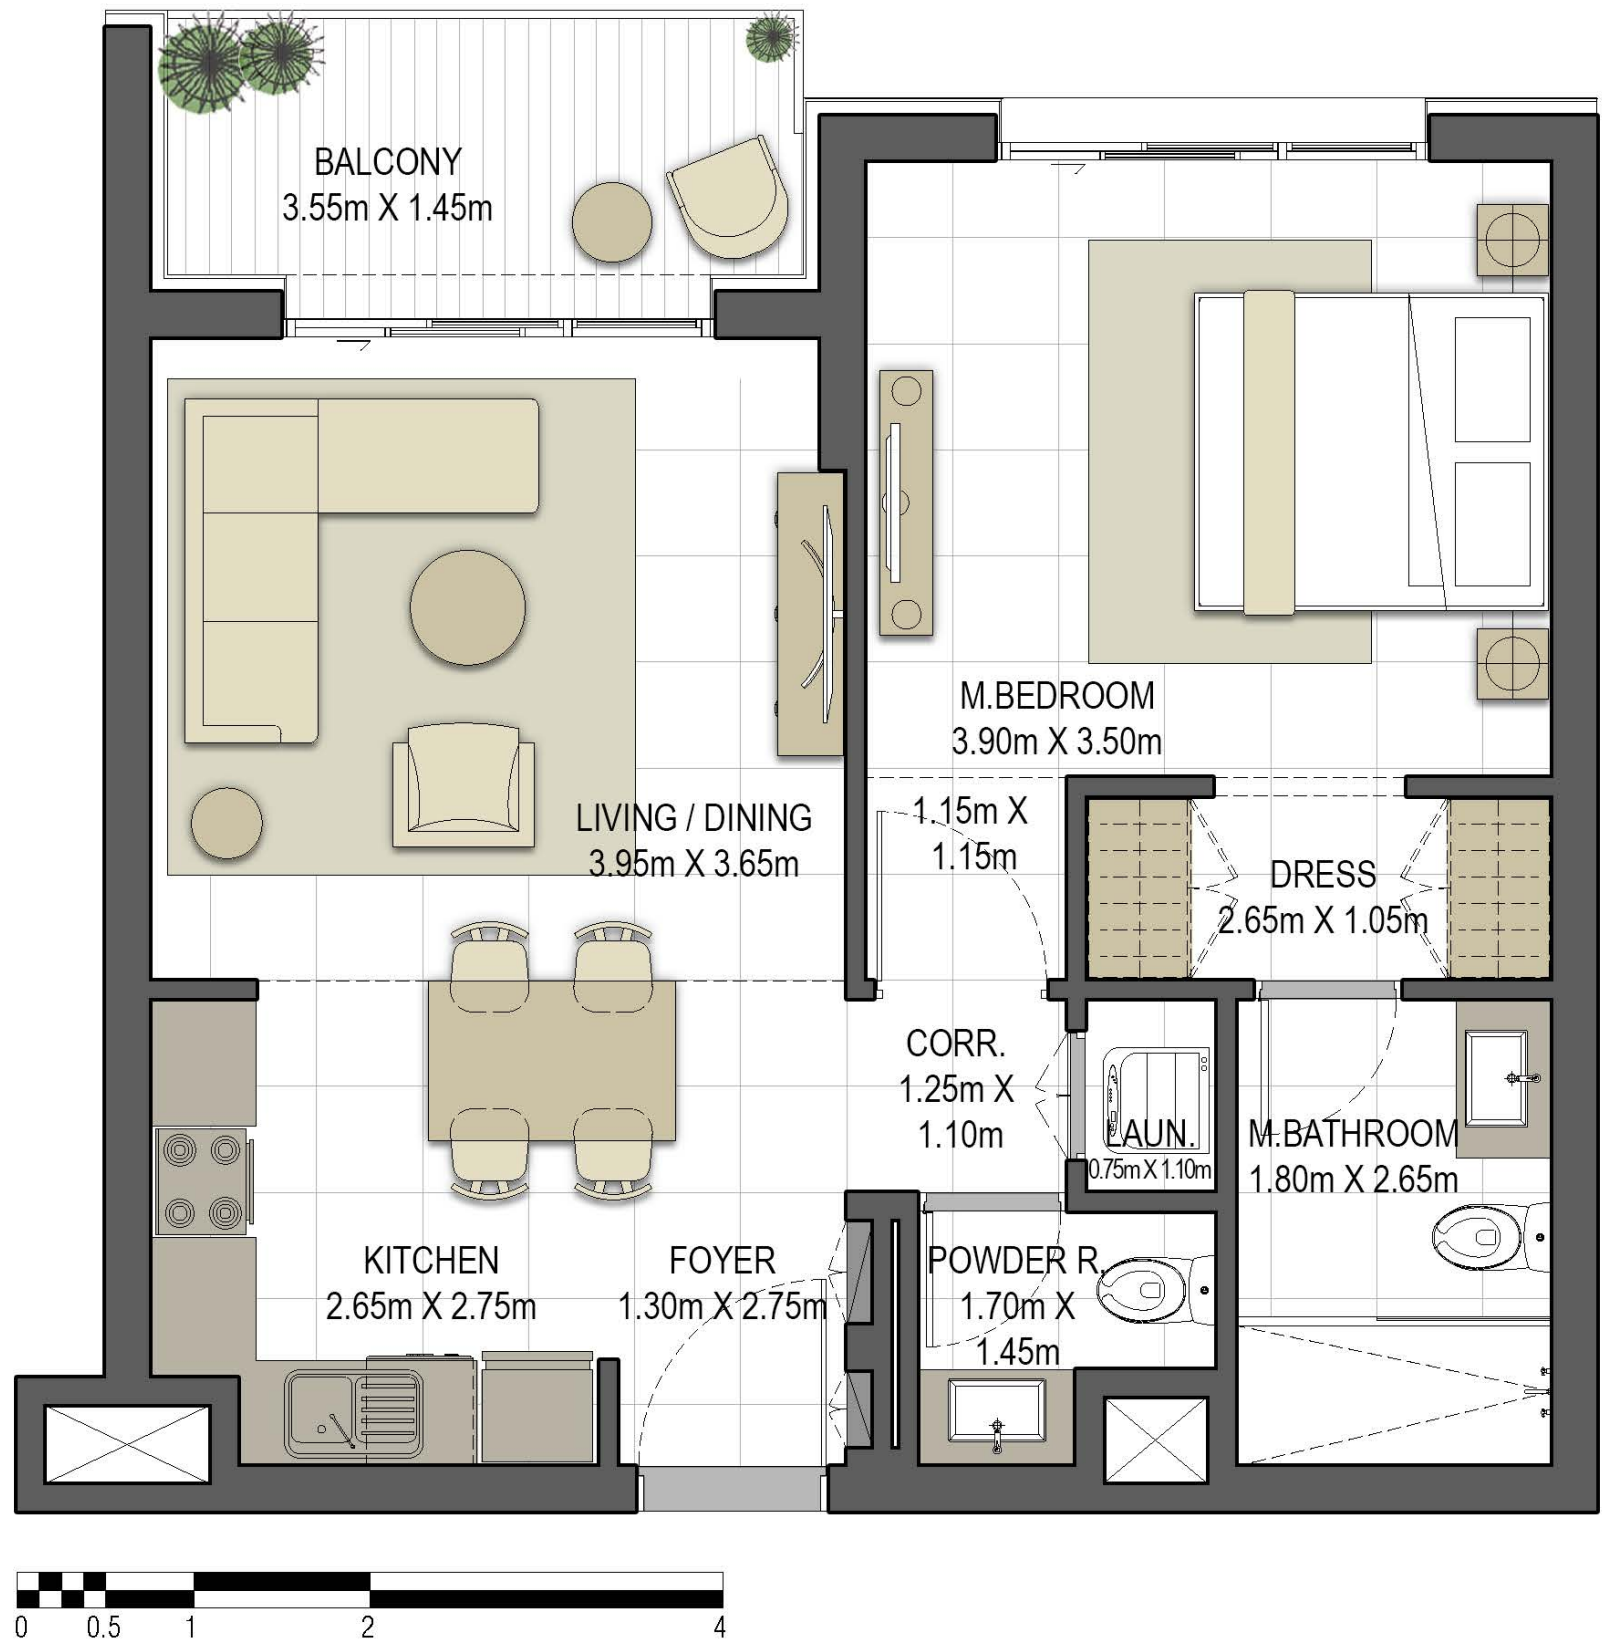 BALCONY
3.55m X 1.45m
M.BEDROOM
3.90m X 3.50m
LIVING / DINING
3.95m X 3.65m
1.15m X
1.15m
DRESS
2.65m X 1.05m
CORR.
1.25m X
1.10m
LAUN.
0.75m X 1.10m
M.BATHROOM
1.80m X 2.65m
KITCHEN
2.65m X 2.75m
FOYER
1.30m X 2.75m
POWDER R.
1.70m X
1.45m
0 0.5 1 2 4